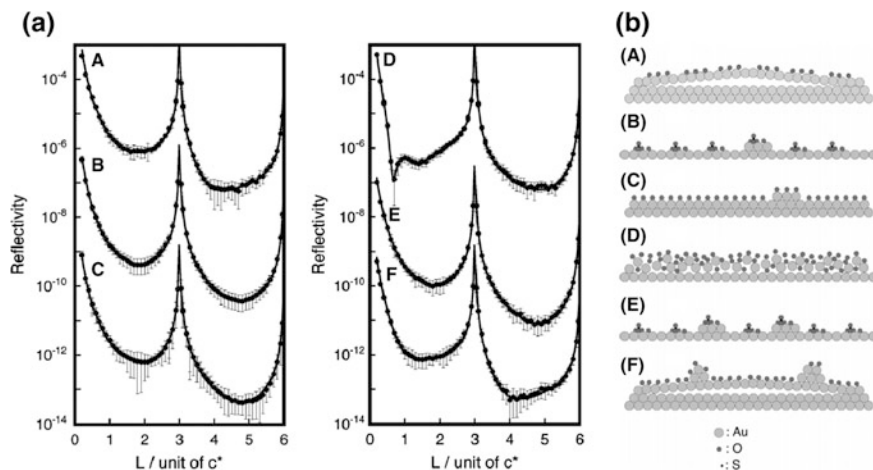 (a)
Reflectivity
10-4
10-6
10-8
10-10
10-12
10-14
A
B
C
0 1 2 3 4 5 6
L / unit of c*
Reflectivity
10-4
10-6
10-8
10-10
10-12
10-14
D
E
F
0 1 2 3 4 5 6
L / unit of c*
(b)
(A)
(B)
(C)
(D)
(E)
(F)
: Au
: O
: S